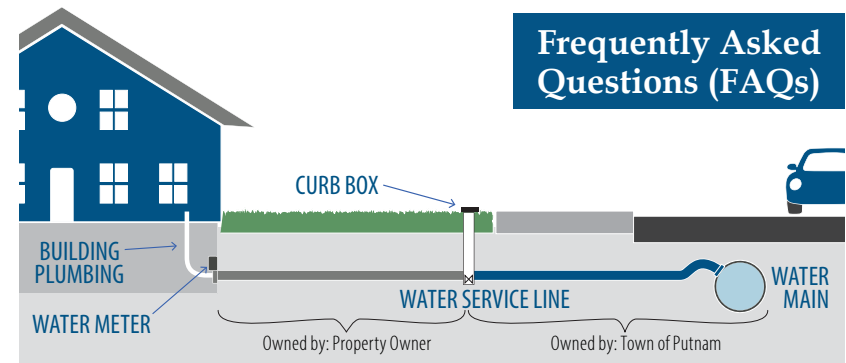 Frequently Asked
Questions (FAQs)
CURB BOX
BUILDING
PLUMBING
WATER METER
WATER SERVICE LINE
WATER
MAIN
Owned by: Property Owner
Owned by: Town of Putnam